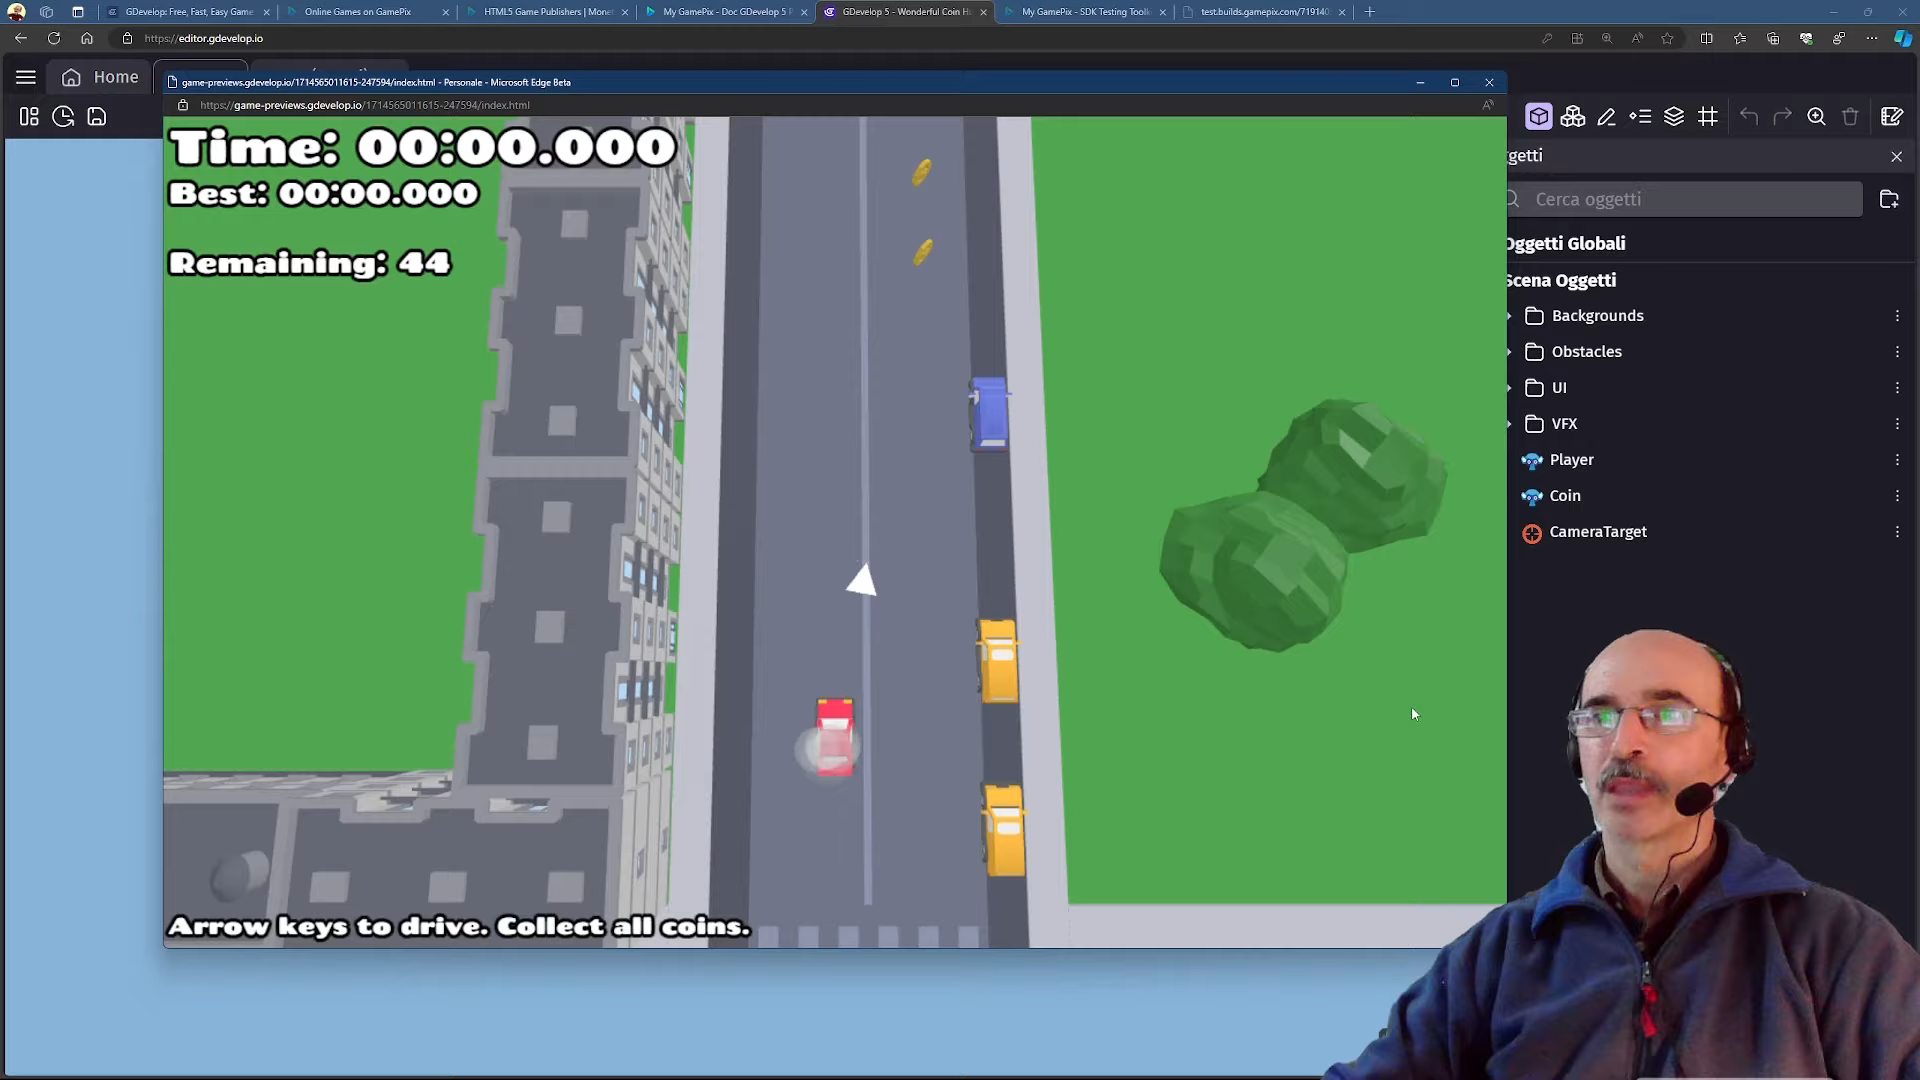 GDevelop: Free, Fast, Easy Game
Online Games on GamePix
HTML5 Game Publishers | Monet
My GamePix - Doc GDevelop 5 P
GDevelop 5 - Wonderful Coin H
My GamePix - SDK Testing Toolk
test.builds.gamepix.com/719140
https://editor.gdevelop.io
Home
game-previews.gdevelop.io/1714565011615-247594/index.html - Personale - Microsoft Edge Beta
https://game-previews.gdevelop.io/1714565011615-247594/index.html
Time: 00:00.000
Best: 00:00.000
Remaining: 44
Arrow keys to drive. Collect all coins.
getti
Cerca oggetti
Oggetti Globali
Scena Oggetti
Backgrounds
Obstacles
UI
VFX
Player
Coin
CameraTarget